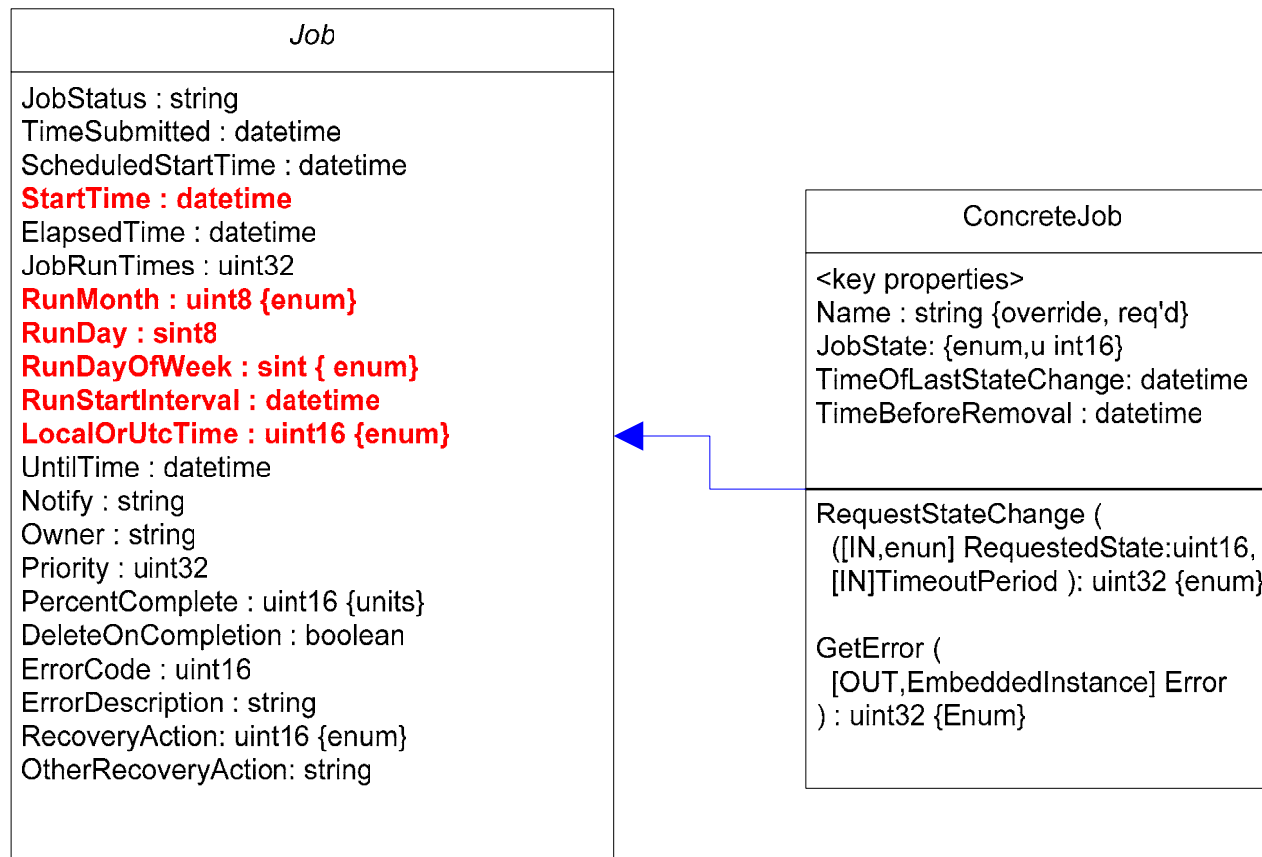 Job
JobStatus : string
TimeSubmitted : datetime
ScheduledStartTime : datetime
StartTime : datetime
ElapsedTime : datetime
JobRunTimes : uint32
RunMonth : uint8 {enum}
RunDay : sint8
RunDayOfWeek : sint { enum}
RunStartInterval : datetime
LocalOrUtcTime : uint16 {enum}
UntilTime : datetime
Notify : string
Owner : string
Priority : uint32
PercentComplete : uint16 {units}
DeleteOnCompletion : boolean
ErrorCode : uint16
ErrorDescription : string
RecoveryAction: uint16 {enum}
OtherRecoveryAction: string
ConcreteJob
<key properties>
Name : string {override, req'd}
JobState: {enum,u int16}
TimeOfLastStateChange: datetime
TimeBeforeRemoval : datetime
RequestStateChange (
([IN,enun] RequestedState:uint16,
[IN]TimeoutPeriod ): uint32 {enum}
GetError (
[OUT,EmbeddedInstance] Error
) : uint32 {Enum}